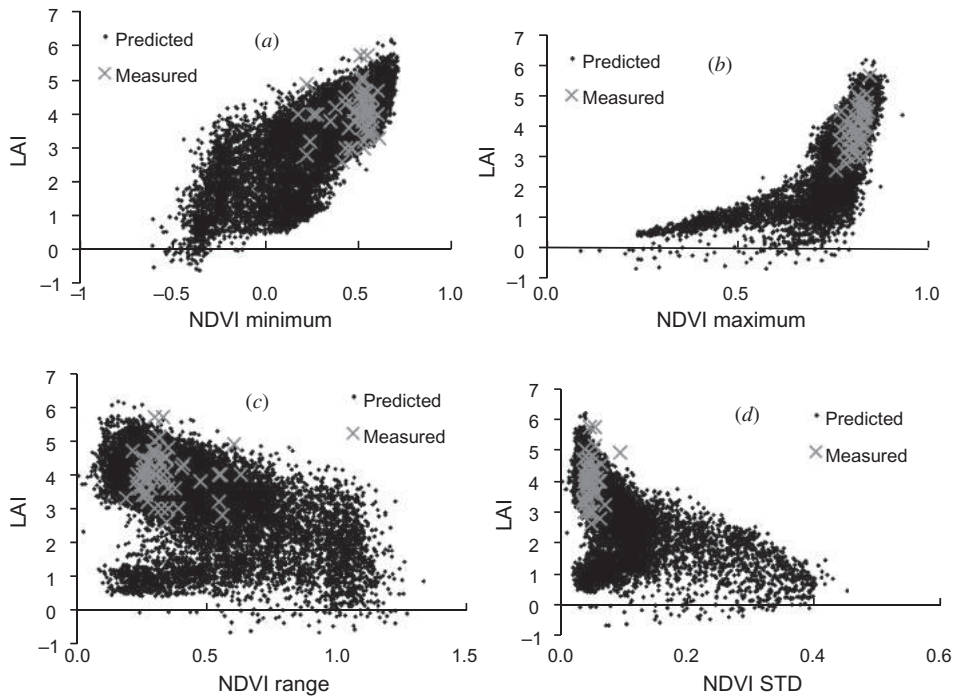 7
6
5
4
3
2
1
0
−1
LAI
Predicted
Measured
(a)
−1 −0.5 0.0 0.5 1.0
NDVI minimum
7
6
5
4
3
2
1
0
−1
LAI
Predicted
Measured
(b)
0.0 0.5 1.0
NDVI maximum
7
6
5
4
3
2
1
0
−1
LAI
(c)
Predicted
Measured
0.0 0.5 1.0 1.5
NDVI range
7
6
5
4
3
2
1
0
−1
LAI
(d)
Predicted
Measured
0.0 0.2 0.4 0.6
NDVI STD